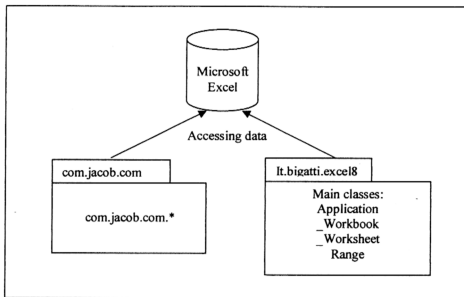 Microsoft
Excel
Accessing data
com.jacob.com
com.jacob.com.*
It.bigatti.excel8
Main classes:
Application
_Workbook
_Worksheet
Range